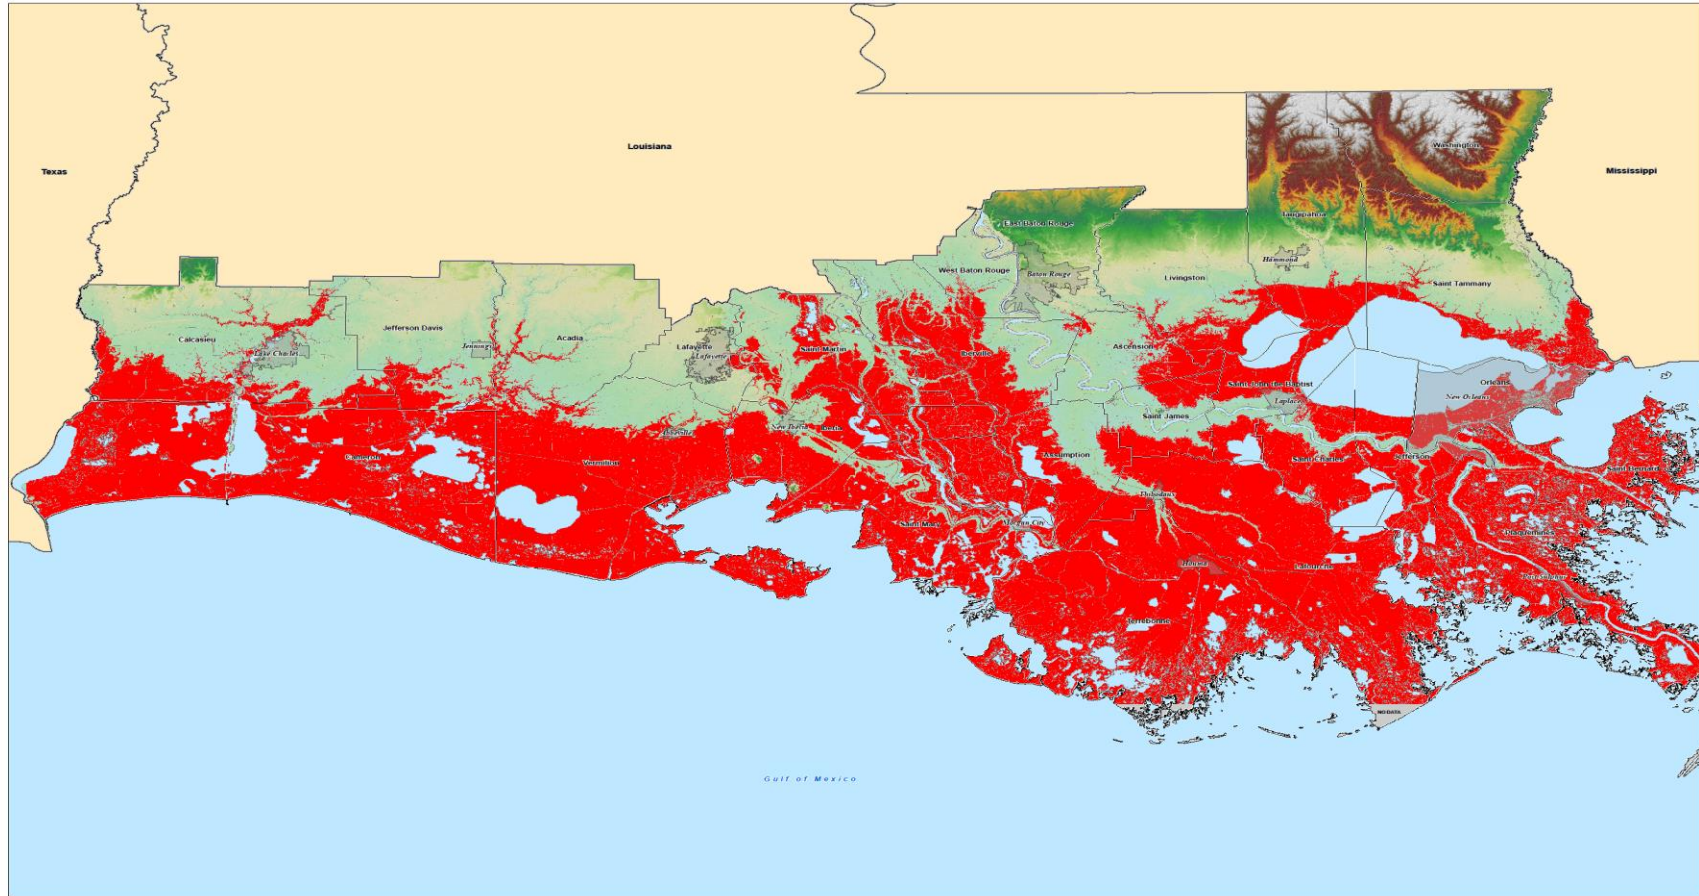 Louisiana
Texas
Washington
Mississippi
Tangipahoa
East Baton Rouge
Hammond
West Baton Rouge
Baton Rouge
Livingston
Saint Tammany
Jefferson Davis
Calcasieu
Acadia
Lafayette
Lafayette
Lake Charles
Jennings
Saint Martin
Iberville
Ascension
Saint John the Baptist
Orleans
New Orleans
Laplace
Saint James
New Iberia
Abbeville
Cameron
Vermilion
Assumption
Saint Charles
Jefferson
Saint Bernard
Thibodaux
Saint Mary
Morgan City
Plaquemines
Houma
Lafourche
Port Sulphur
Terrebonne
NO DATA
Gulf of Mexico